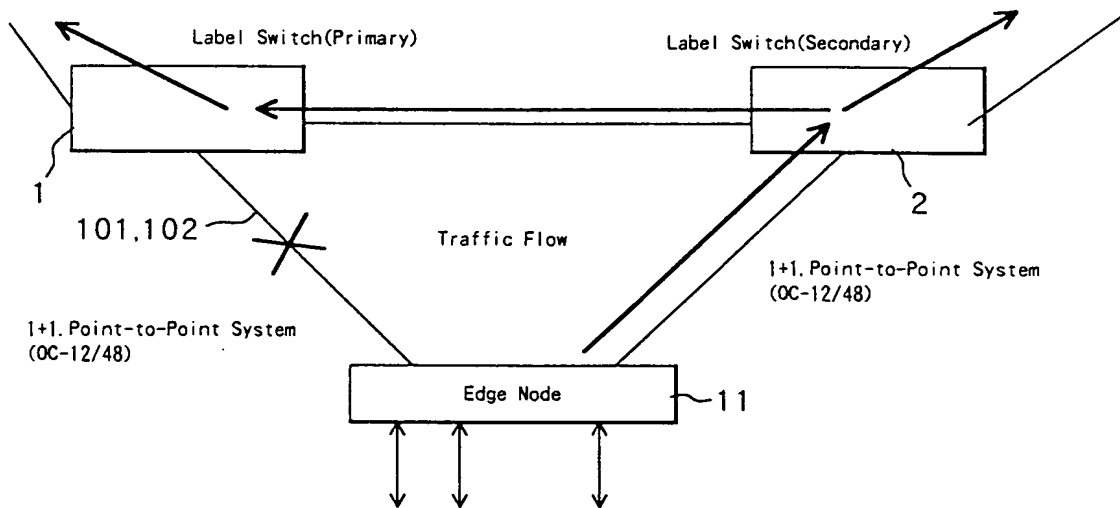 Label Switch(Primary)
Label Switch(Secondary)
1
2
101,102
Traffic Flow
1+1. Point-to-Point System
(OC-12/48)
1+1. Point-to-Point System
(OC-12/48)
Edge Node
11